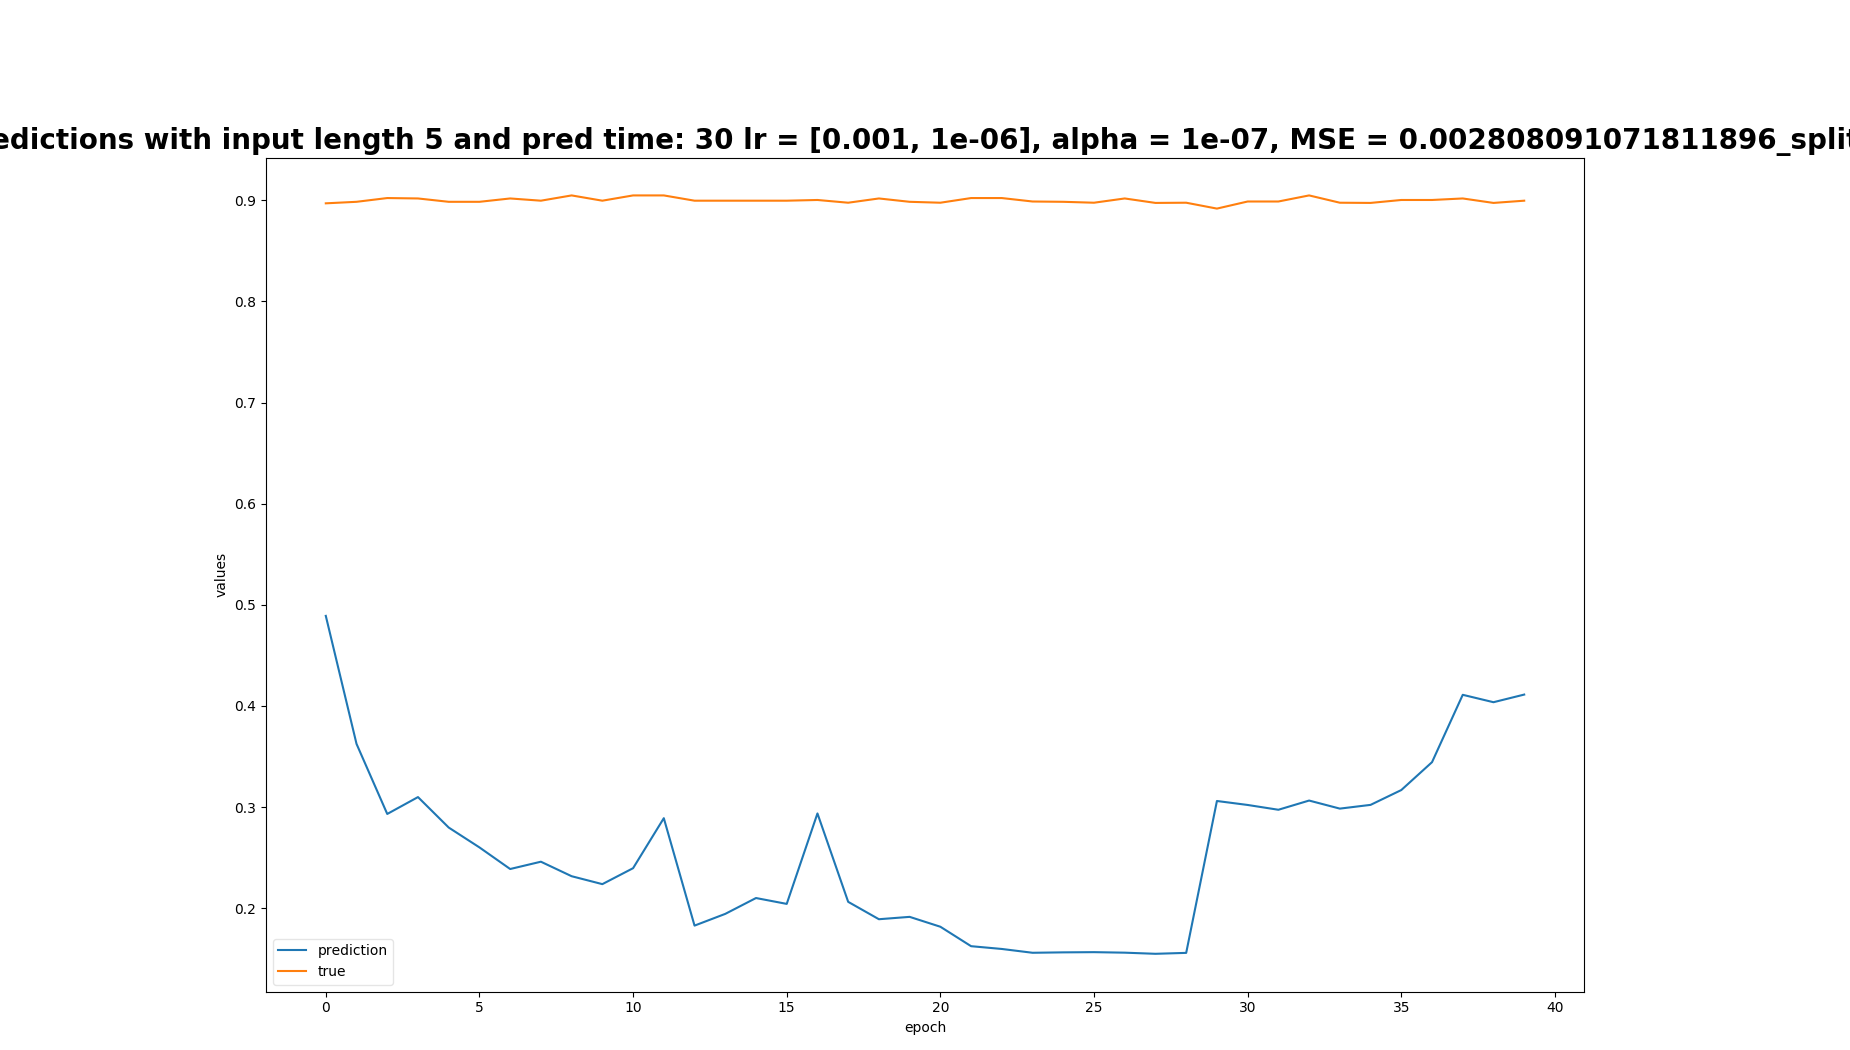 edictions with input length 5 and pred time: 30 lr = [0.001, 1e-06], alpha = 1e-07, MSE = 0.002808091071811896_split
0.9
0.8
0.7
0.6
0.5
0.4
0.3
0.2
values
prediction
true
0 5 10 15 20 25 30 35 40
epoch